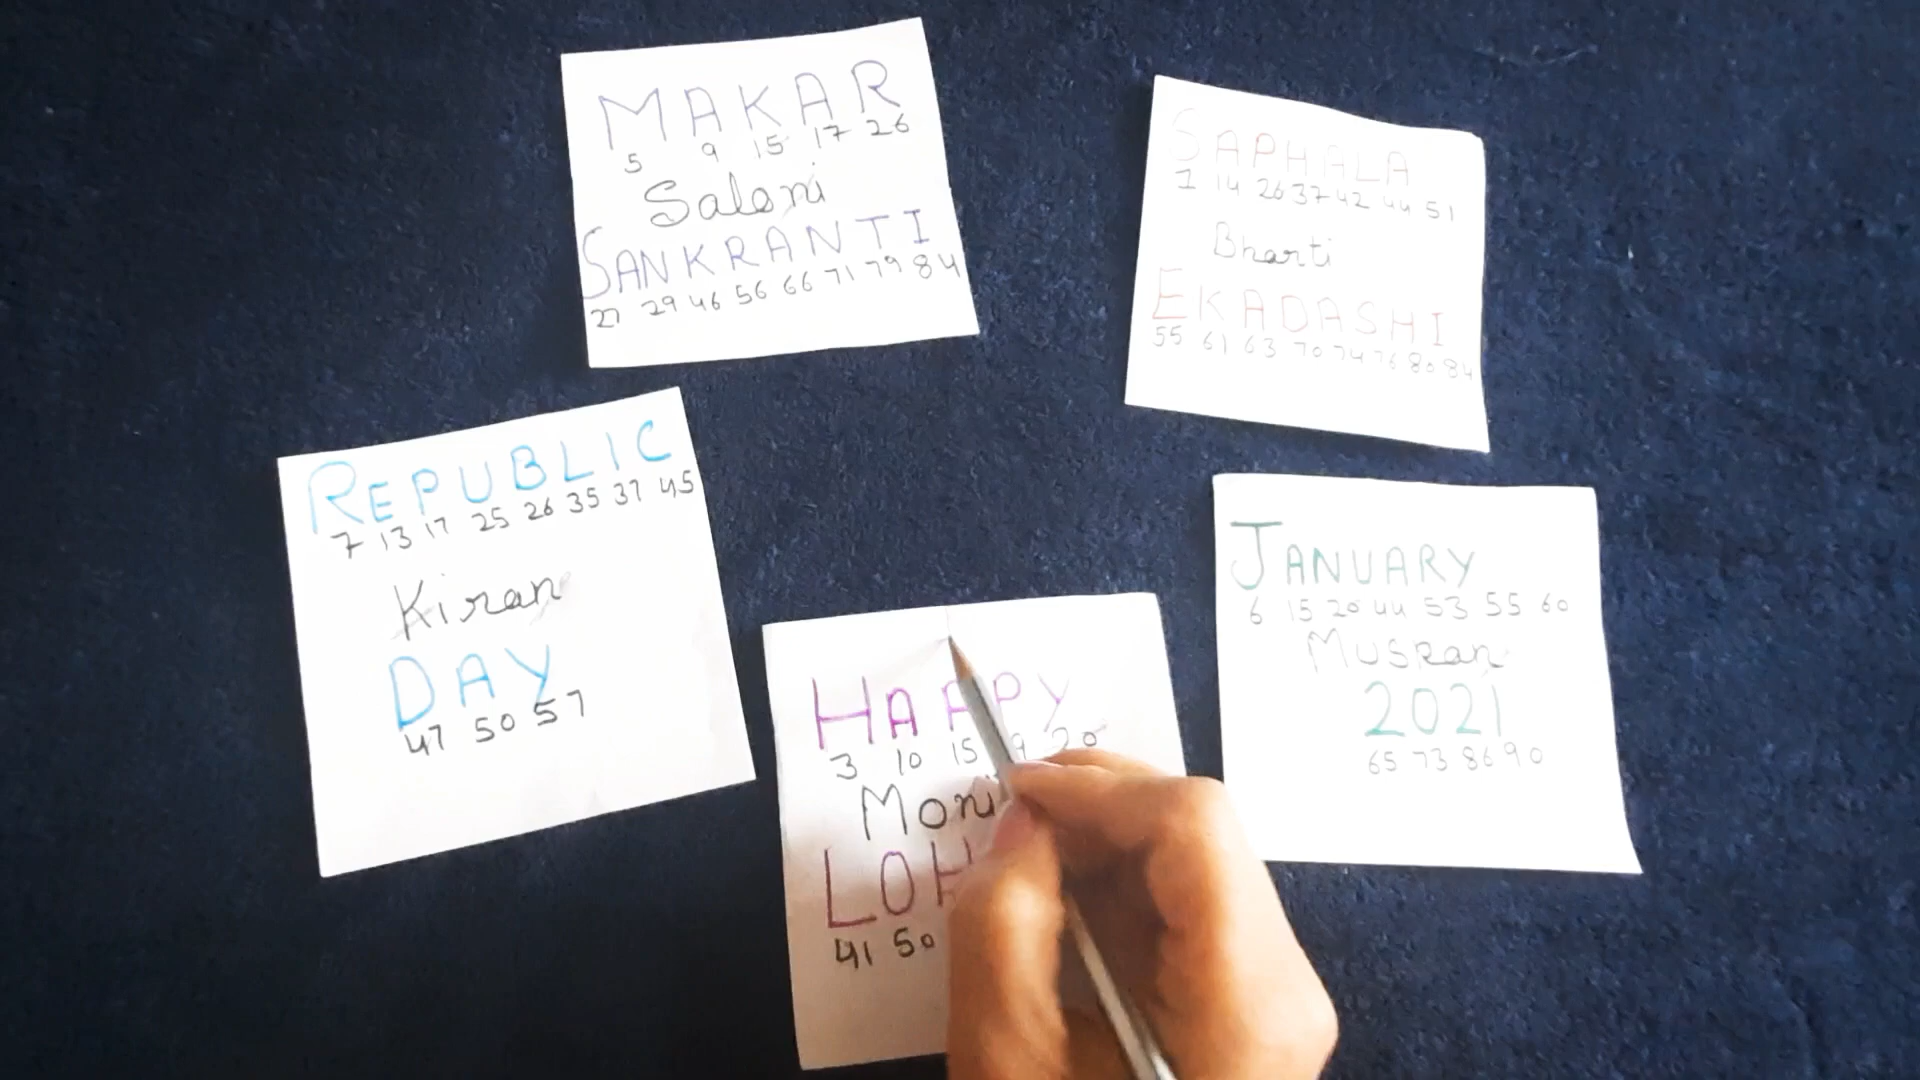 MAKAR
5 9 15 17 26
Saloni
SANKRANTI
27 29 46 56 66 71 79 84
SAPHALA
1 14 26 37 42 44 51
Bharti
EKADASHI
55 61 63 70 74 76 80 84
REPUBLIC
7 13 17 25 26 35 37 45
Kiran
DAY
47 50 57
HAPPY
3 10 15 20
LOH
41 50
JANUARY
6 15 20 44 53 55 60
Muskan
2021
65 73 86 90